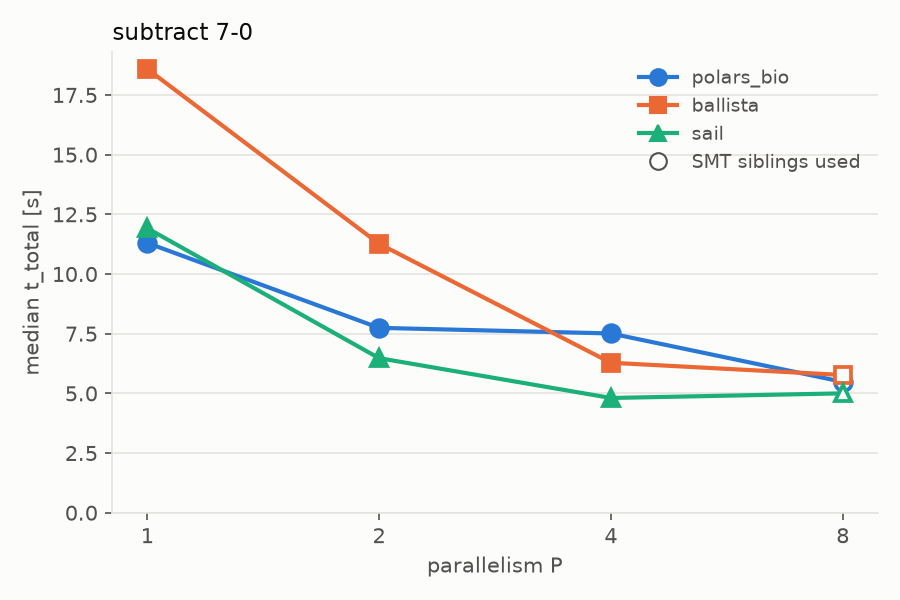 subtract 7-0
polars_bio
ballista
sail
SMT siblings used
median t_total [s]
17.5
15.0
12.5
10.0
7.5
5.0
2.5
0.0
1 2 4 8
parallelism P